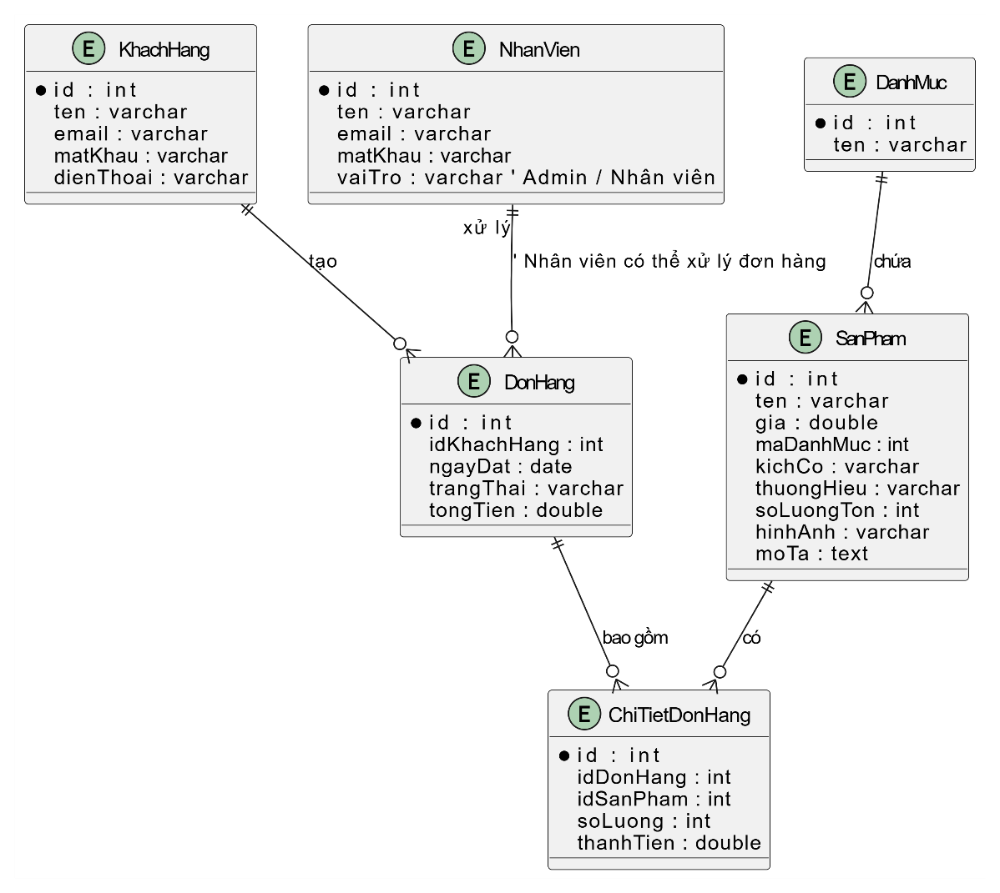 E KhachHang
id : int
ten : varchar
email : varchar
matKhau : varchar
dienThoai : varchar
E NhanVien
id : int
ten : varchar
email : varchar
matKhau : varchar
vaiTro : varchar ' Admin / Nhân viên
E DanhMuc
id : int
ten : varchar
xử lý
tạo
' Nhân viên có thể xử lý đơn hàng
chứa
E DonHang
id : int
idKhachHang : int
ngayDat : date
trangThai : varchar
tongTien : double
E SanPham
id : int
ten : varchar
gia : double
maDanhMuc : int
kichCo : varchar
thuongHieu : varchar
soLuongTon : int
hinhAnh : varchar
moTa : text
bao gồm
có
E ChiTietDonHang
id : int
idDonHang : int
idSanPham : int
soLuong : int
thanhTien : double